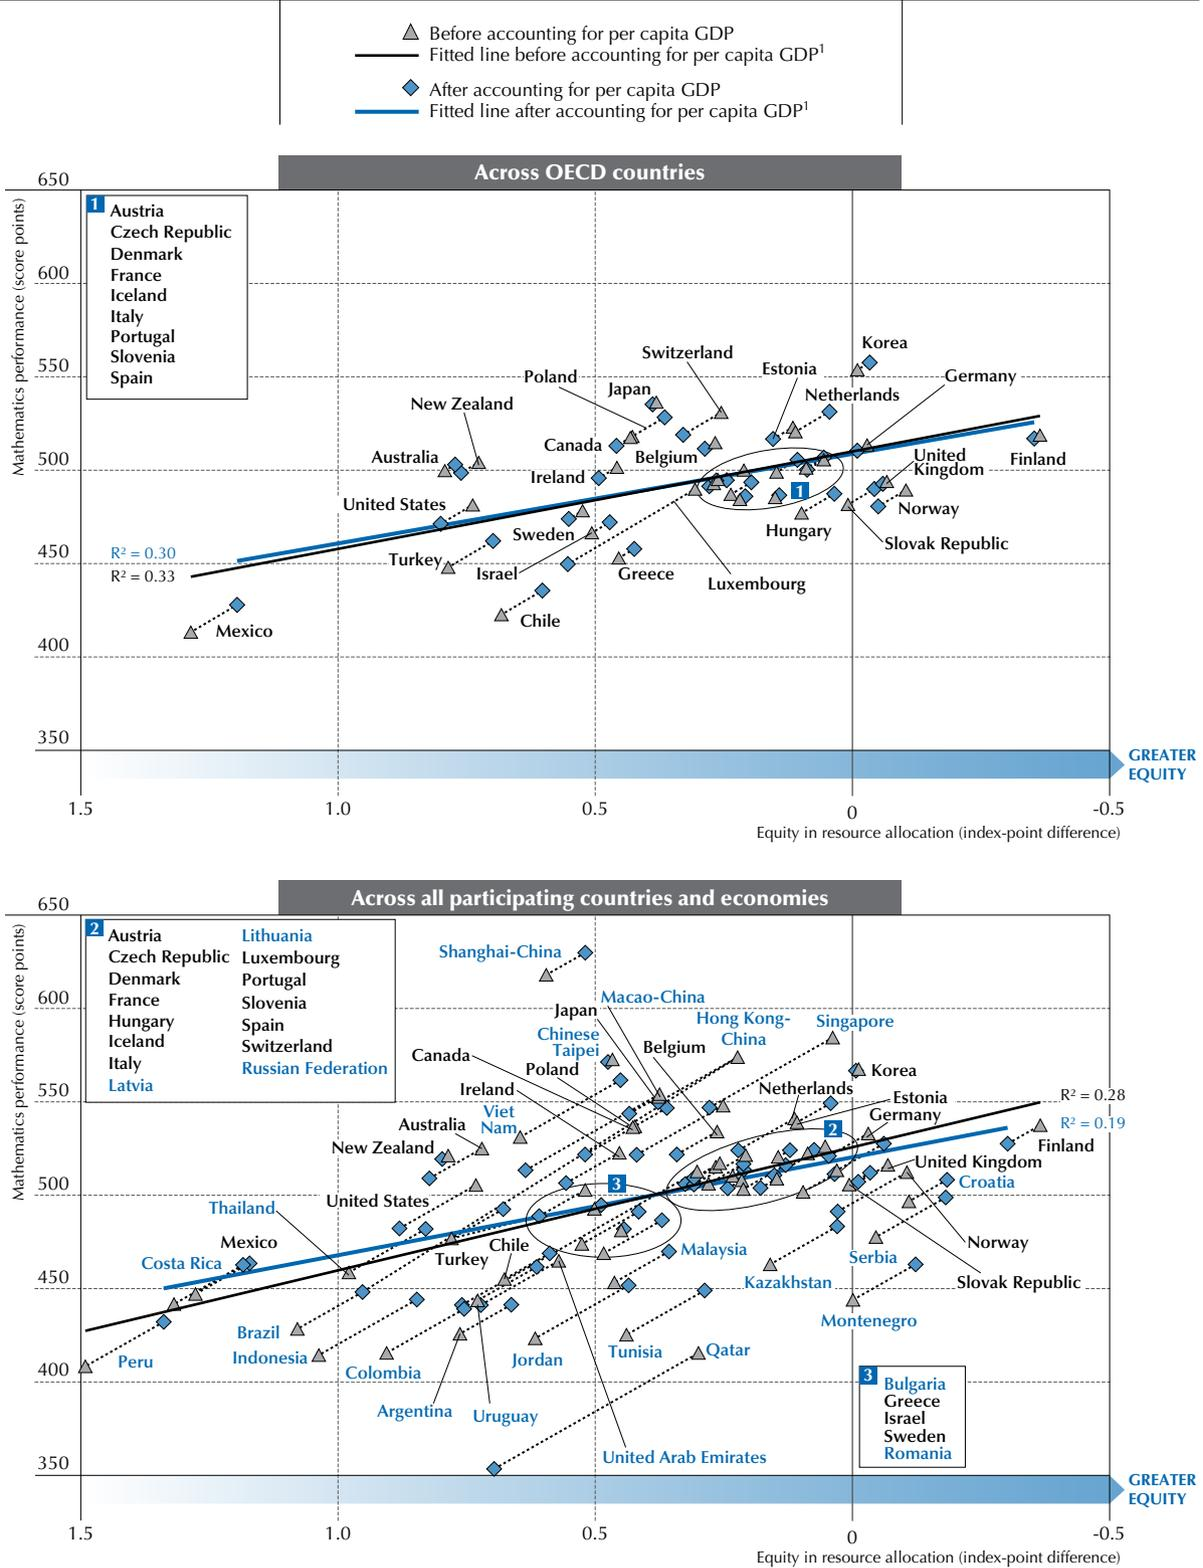 Before accounting for per capita GDP
Fitted line before accounting for per capita GDP1
After accounting for per capita GDP
Fitted line after accounting for per capita GDP1
Across OECD countries
Mathematics performance (score points)
650
600
550
500
450
400
350
1
Austria
Czech Republic
Denmark
France
Iceland
Italy
Portugal
Slovenia
Spain
Korea
Switzerland
Estonia
Germany
Poland
Japan
Netherlands
New Zealand
Canada
Belgium
Australia
United
Kingdom
Finland
Ireland
1
United States
Norway
Sweden
Hungary
Slovak Republic
R² = 0.30
R² = 0.33
Turkey
Israel
Greece
Luxembourg
Chile
Mexico
GREATER
EQUITY
1.5
1.0
0.5
0
-0.5
Equity in resource allocation (index-point difference)
Across all participating countries and economies
Mathematics performance (score points)
650
600
550
500
450
400
350
2
Austria
Czech Republic
Denmark
France
Hungary
Iceland
Italy
Latvia
Lithuania
Luxembourg
Portugal
Slovenia
Spain
Switzerland
Russian Federation
Shanghai-China
Macao-China
Japan
Hong Kong-
China
Singapore
Chinese
Taipei
Canada
Belgium
Poland
Korea
Ireland
Netherlands
Estonia
R² = 0.28
Viet
Nam
Germany
R² = 0.19
Australia
2
New Zealand
Finland
United Kingdom
3
Croatia
United States
Thailand
Mexico
Chile
Norway
Costa Rica
Turkey
Malaysia
Serbia
Kazakhstan
Slovak Republic
Montenegro
Brazil
Peru
Indonesia
Jordan
Tunisia
Qatar
Colombia
Argentina
Uruguay
United Arab Emirates
3
Bulgaria
Greece
Israel
Sweden
Romania
GREATER
EQUITY
1.5
1.0
0.5
0
-0.5
Equity in resource allocation (index-point difference)